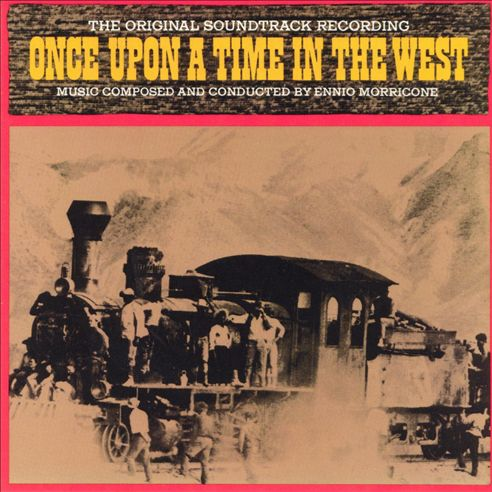 THE ORIGINAL SOUNDTRACK RECORDING
ONCE UPON A TIME IN THE WEST
MUSIC COMPOSED AND CONDUCTED BY ENNIO MORRICONE